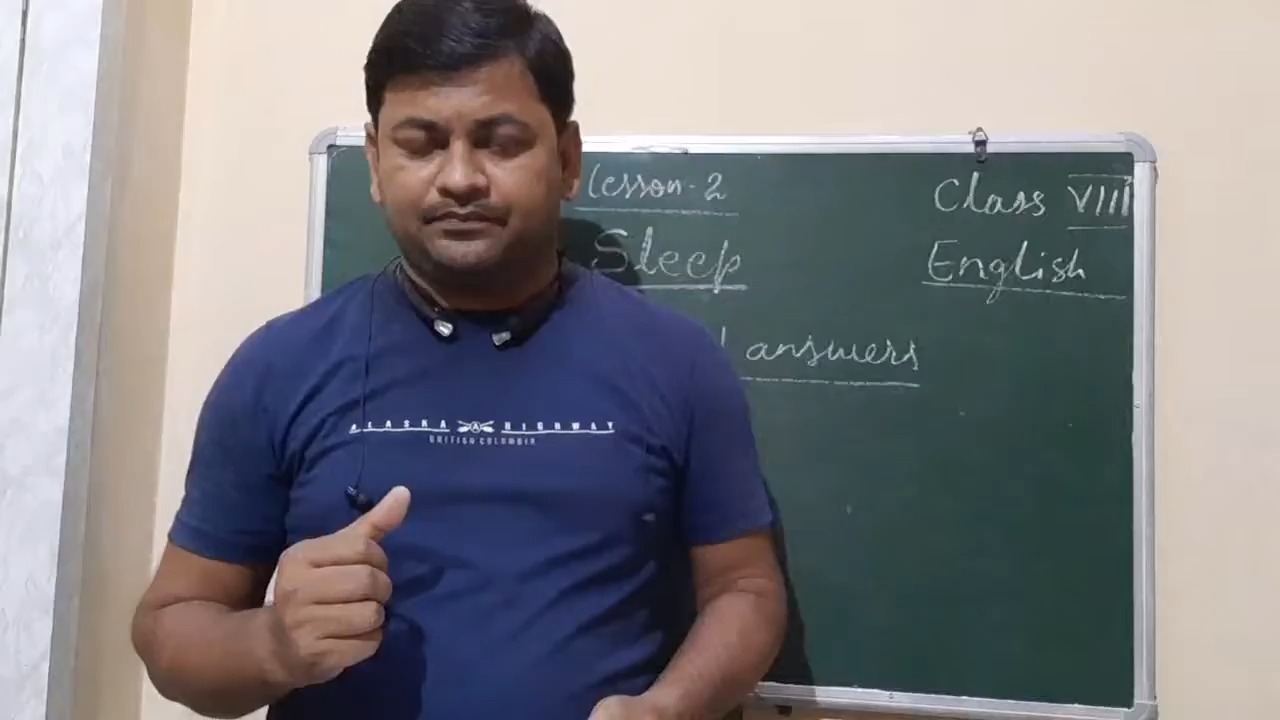 Lesson-2
Class VIII
Sleep
English
answers
ALASKA A HIGHWAY
BRITISH COLUMBIA